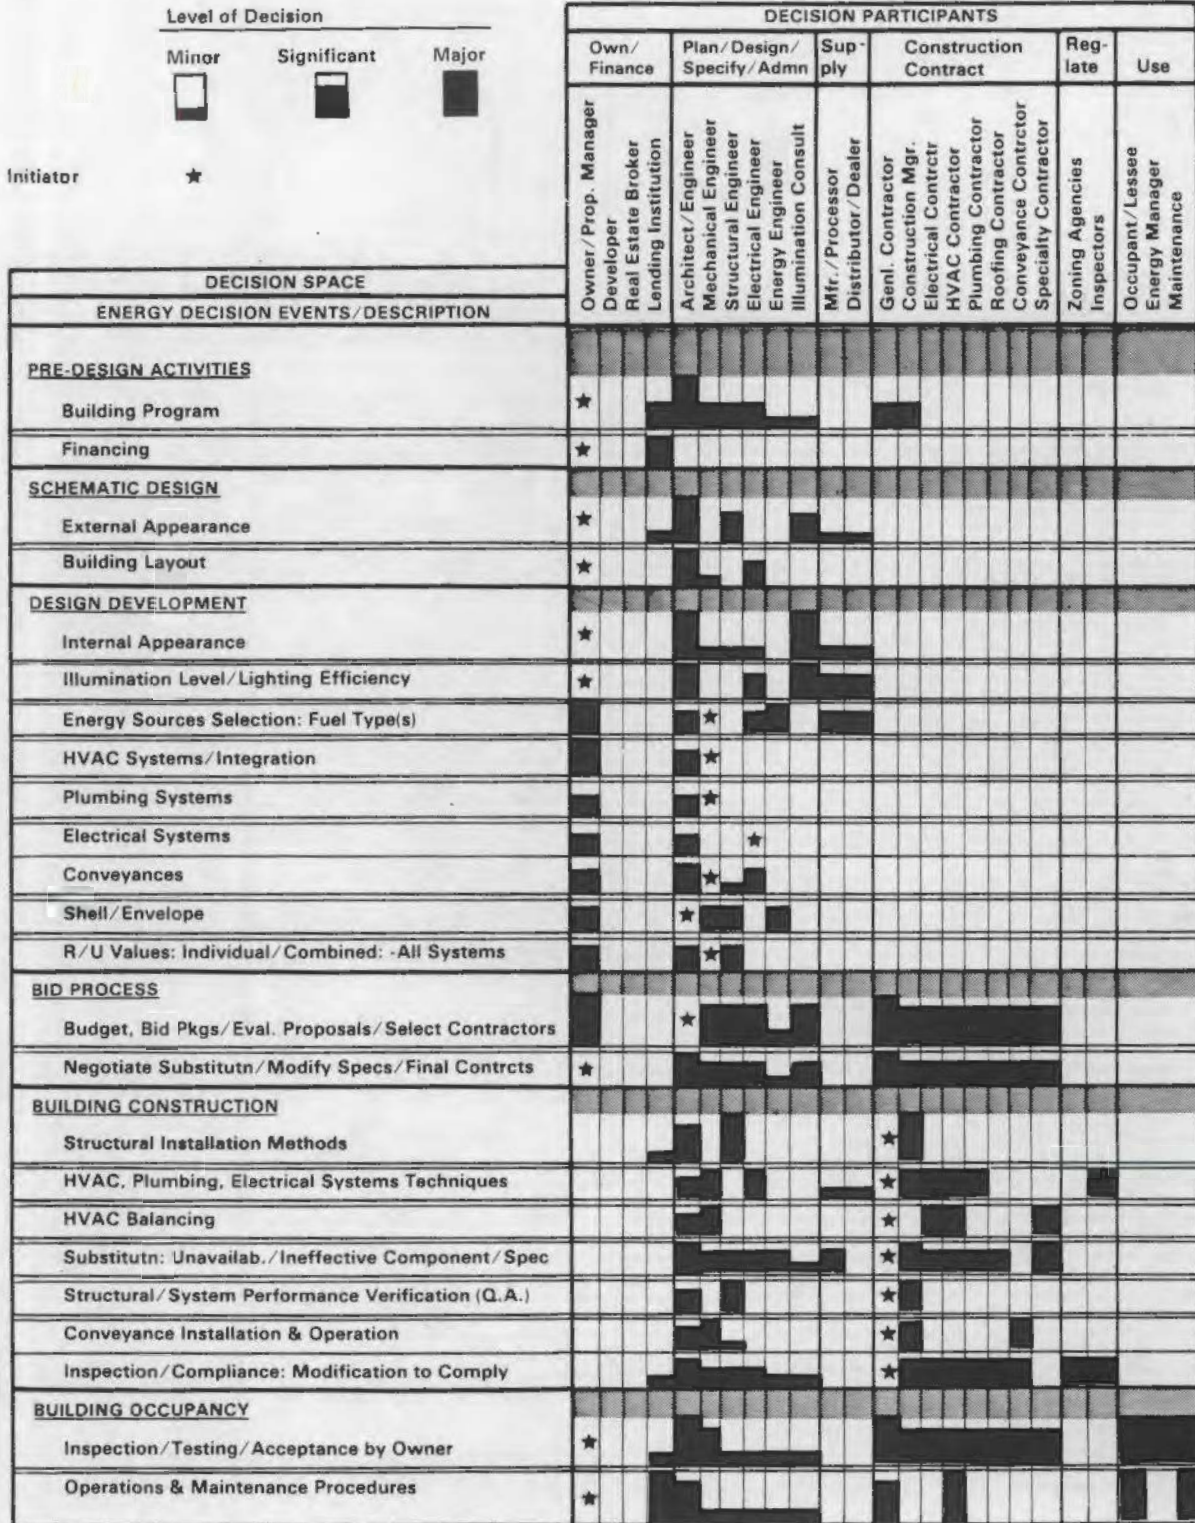 Level of Decision
Minor
Significant
Major
Initiator
DECISION PARTICIPANTS
Own/
Finance
Plan/Design/
Specify/Admn
Sup-
ply
Construction
Contract
Reg-
late
Use
Owner/Prop. Manager
Developer
Real Estate Broker
Lending Institution
Architect/Engineer
Mechanical Engineer
Structural Engineer
Electrical Engineer
Energy Engineer
Illumination Consult
Mfr./Processor
Distributor/Dealer
Genl. Contractor
Construction Mgr.
Electrical Contrctr
HVAC Contractor
Plumbing Contractor
Roofing Contractor
Conveyance Contrctor
Specialty Contractor
Zoning Agencies
Inspectors
Occupant/Lessee
Energy Manager
Maintenance
DECISION SPACE
ENERGY DECISION EVENTS/DESCRIPTION
PRE-DESIGN ACTIVITIES
Building Program
Financing
SCHEMATIC DESIGN
External Appearance
Building Layout
DESIGN DEVELOPMENT
Internal Appearance
Illumination Level/Lighting Efficiency
Energy Sources Selection: Fuel Type(s)
HVAC Systems/Integration
Plumbing Systems
Electrical Systems
Conveyances
Shell/Envelope
R/U Values: Individual/Combined: -All Systems
BID PROCESS
Budget, Bid Pkgs/Eval. Proposals/Select Contractors
Negotiate Substitutn/Modify Specs/Final Contrcts
BUILDING CONSTRUCTION
Structural Installation Methods
HVAC, Plumbing, Electrical Systems Techniques
HVAC Balancing
Substitutn: Unavailab./Ineffective Component/Spec
Structural/System Performance Verification (Q.A.)
Conveyance Installation & Operation
Inspection/Compliance: Modification to Comply
BUILDING OCCUPANCY
Inspection/Testing/Acceptance by Owner
Operations & Maintenance Procedures